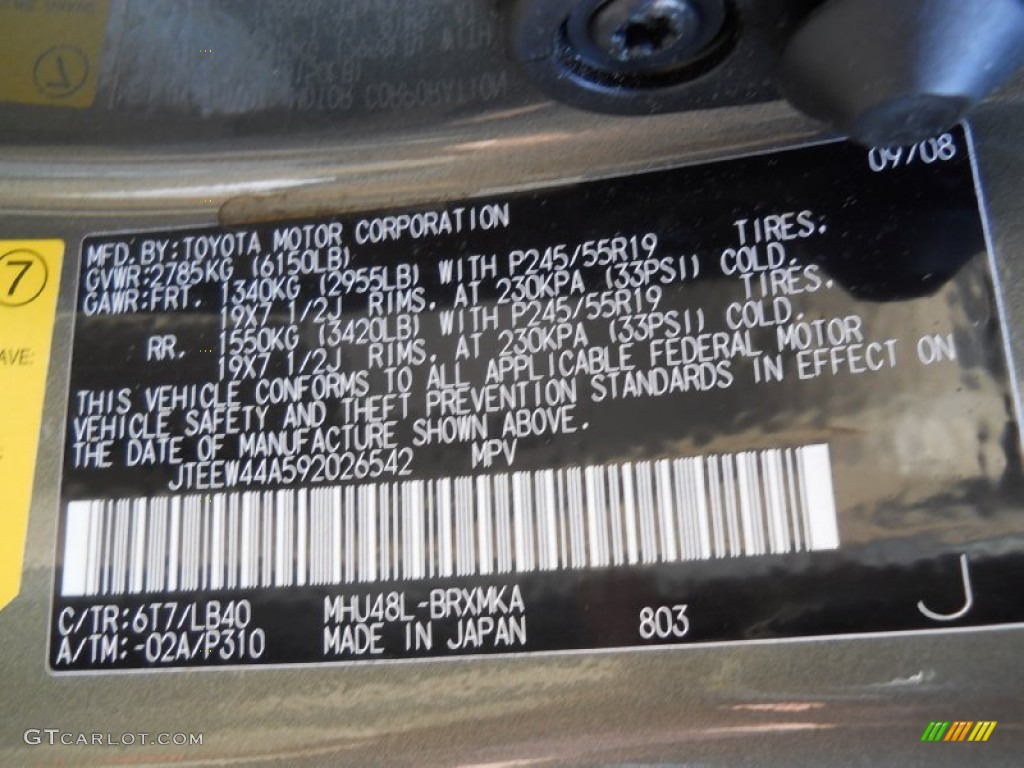 09/08
MFD. BY: TOYOTA MOTOR CORPORATION
GVWR: 2785KG (6150LB)
GAWR: FRT. 1340KG (2955LB) WITH P245/55R19 TIRES.
19X7 1/2J RIMS. AT 230KPA (33PSI) COLD.
RR. 1550KG (3420LB) WITH P245/55R19 TIRES.
19X7 1/2J RIMS. AT 230KPA (33PSI) COLD.
THIS VEHICLE CONFORMS TO ALL APPLICABLE FEDERAL MOTOR
VEHICLE SAFETY AND THEFT PREVENTION STANDARDS IN EFFECT ON
THE DATE OF MANUFACTURE SHOWN ABOVE.
JTEEW44A592026542 MPV
C/TR: 6T7/LB40 MHU48L-BRXMKA
A/TM: -02A/P310 MADE IN JAPAN 803 J
7
AVE:
GTCARLOT.COM